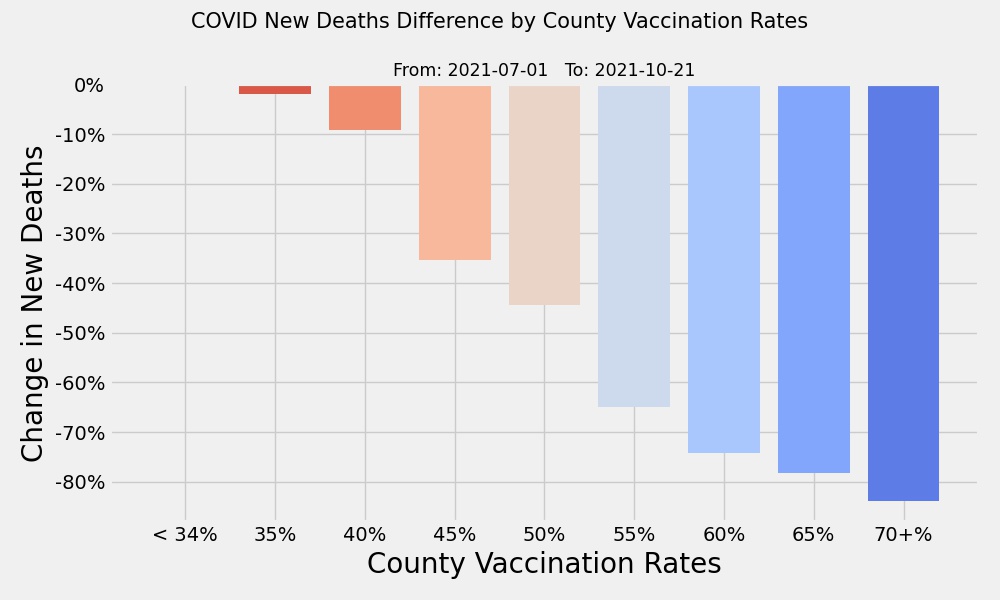 COVID New Deaths Difference by County Vaccination Rates
From: 2021-07-01   To: 2021-10-21
Change in New Deaths
0%
-10%
-20%
-30%
-40%
-50%
-60%
-70%
-80%
< 34%   35%   40%   45%   50%   55%   60%   65%   70+%
County Vaccination Rates